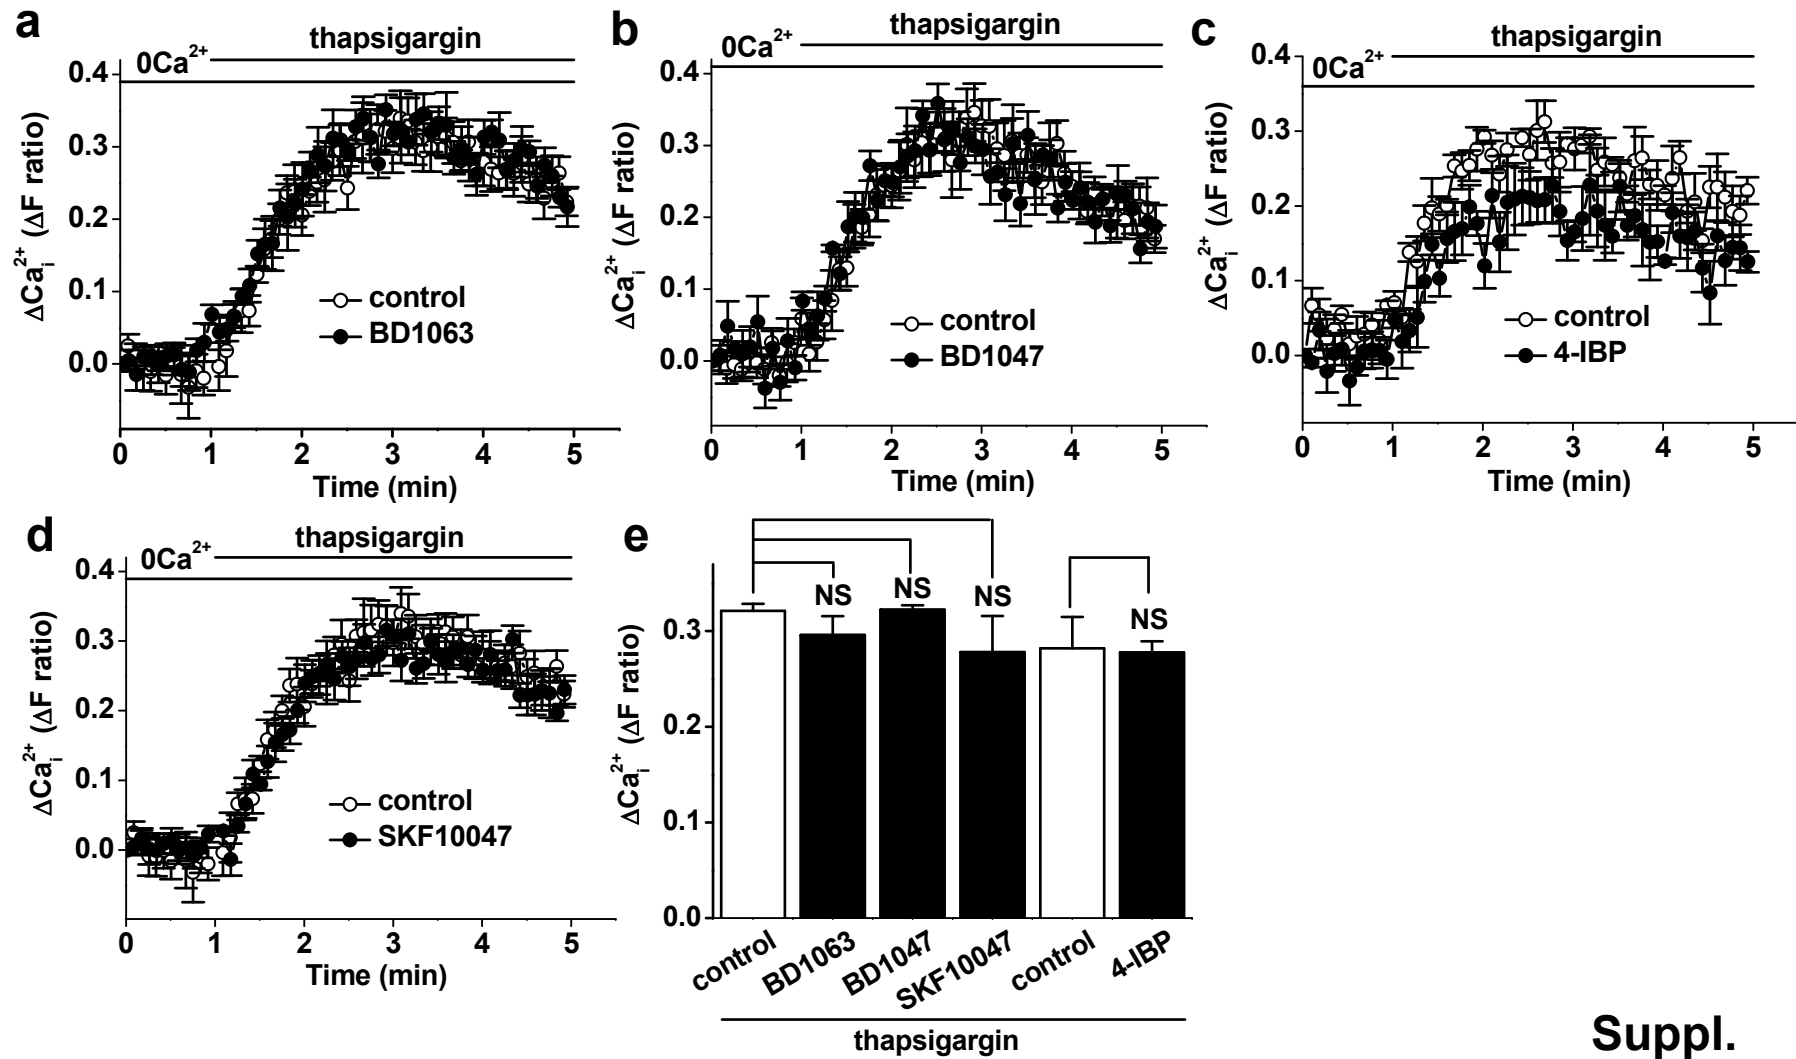 a
thapsigargin
0Ca²⁺
0.4
0.3
0.2
0.1
0.0
ΔCaᵢ²⁺ (ΔF ratio)
control
BD1063
0 1 2 3 4 5
Time (min)
b
thapsigargin
0Ca²⁺
0.4
0.3
0.2
0.1
0.0
ΔCaᵢ²⁺ (ΔF ratio)
control
BD1047
0 1 2 3 4 5
Time (min)
c
thapsigargin
0Ca²⁺
0.4
0.3
0.2
0.1
0.0
ΔCaᵢ²⁺ (ΔF ratio)
control
4-IBP
0 1 2 3 4 5
Time (min)
d
thapsigargin
0Ca²⁺
0.4
0.3
0.2
0.1
0.0
ΔCaᵢ²⁺ (ΔF ratio)
control
SKF10047
0 1 2 3 4 5
Time (min)
e
NS NS NS NS
0.3
0.2
0.1
0.0
ΔCaᵢ²⁺ (ΔF ratio)
control BD1063 BD1047 SKF10047 control 4-IBP
thapsigargin
Suppl.